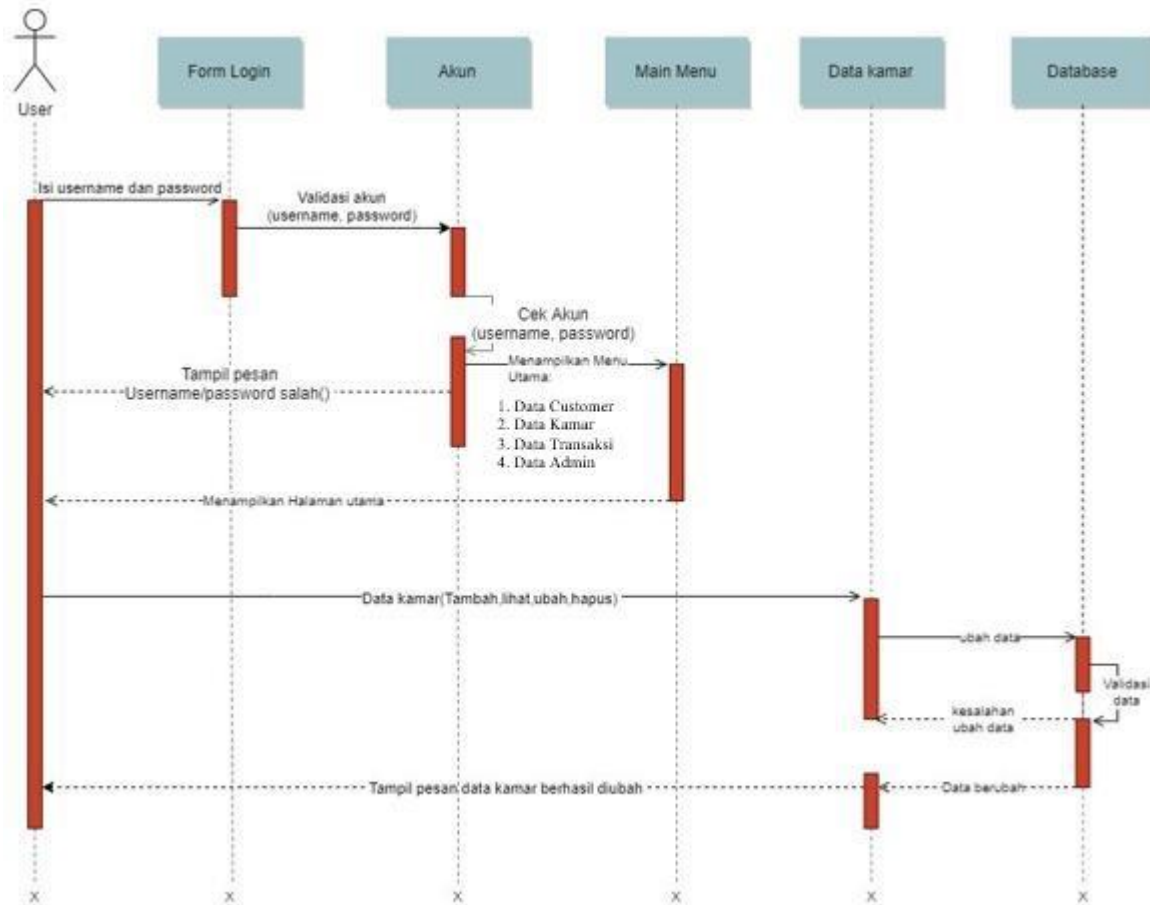 User
Form Login
Akun
Main Menu
Data kamar
Database
Isi username dan password
Validasi akun
(username, password)
Cek Akun
(username, password)
Menampilkan Menu
Utama:
1. Data Customer
2. Data Kamar
3. Data Transaksi
4. Data Admin
Tampil pesan
Username/password salah()
Menampilkan Halaman utama
Data kamar(Tambah,lihat,ubah,hapus)
ubah data
Validasi
data
kesalahan
ubah data
Data berubah
Tampil pesan data kamar berhasil diubah
X X X X X X